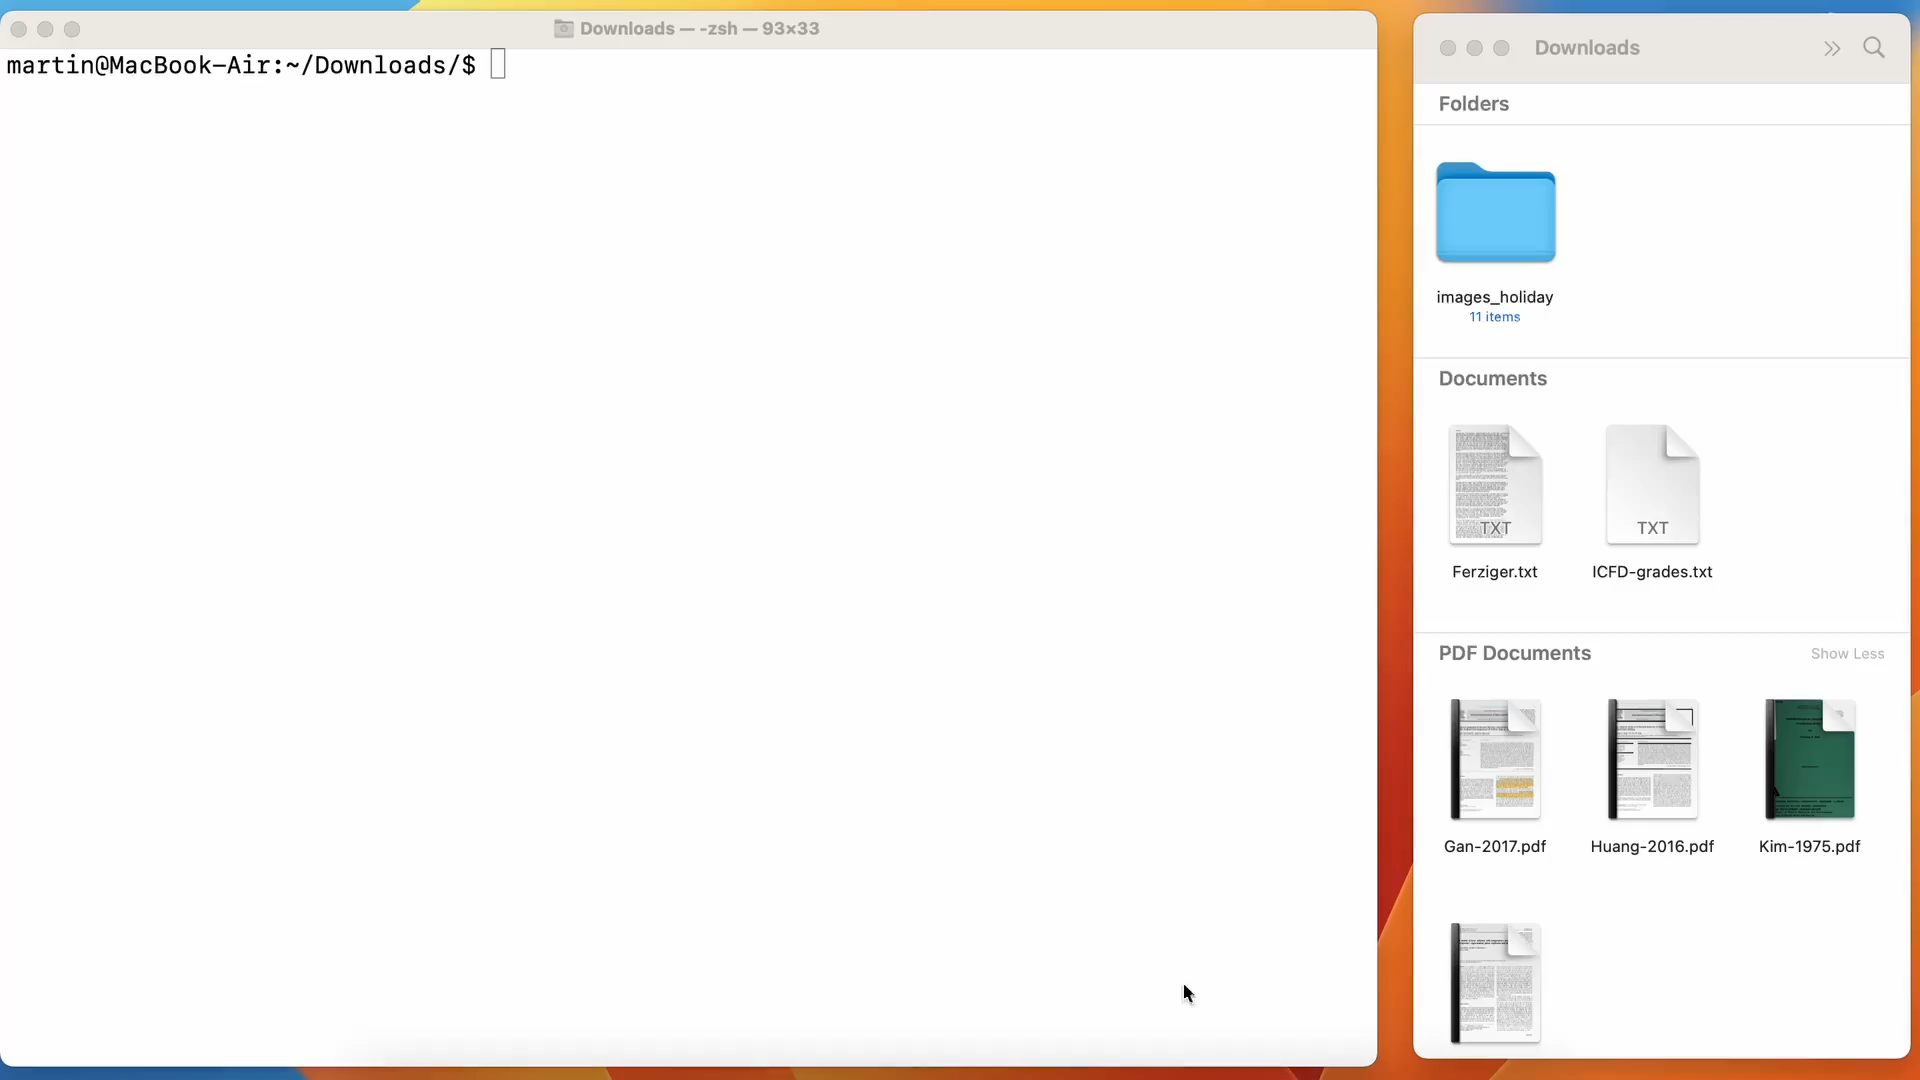 Downloads — -zsh — 93×33
martin@MacBook-Air:~/Downloads/$
Downloads
Folders
images_holiday
11 items
Documents
TXT
TXT
Ferziger.txt
ICFD-grades.txt
PDF Documents
Show Less
Gan-2017.pdf
Huang-2016.pdf
Kim-1975.pdf